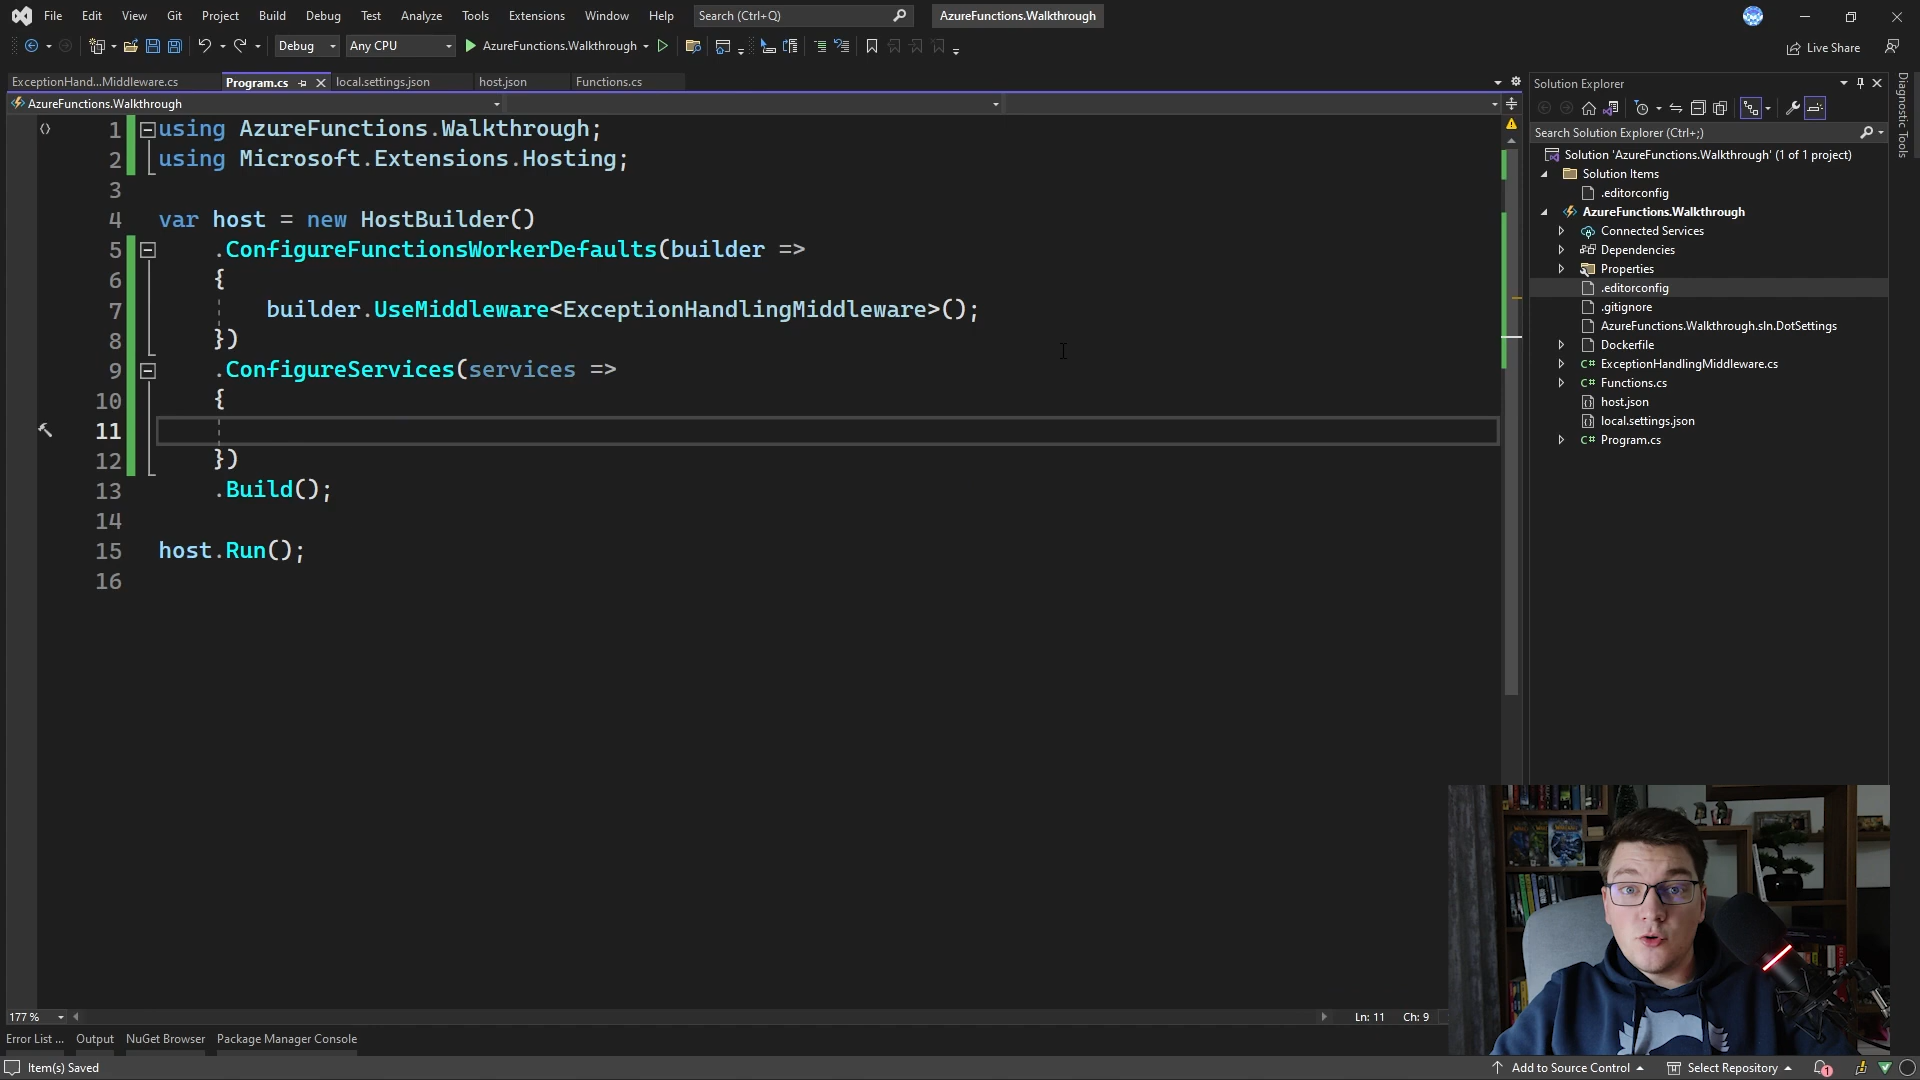 File Edit View Git Project Build Debug Test Analyze Tools Extensions Window Help Search (Ctrl+Q) AzureFunctions.Walkthrough
Debug Any CPU AzureFunctions.Walkthrough Live Share
ExceptionHand...Middleware.cs Program.cs local.settings.json host.json Functions.cs
AzureFunctions.Walkthrough
1 using AzureFunctions.Walkthrough;
2 using Microsoft.Extensions.Hosting;
3
4 var host = new HostBuilder()
5 .ConfigureFunctionsWorkerDefaults(builder =>
6 {
7 builder.UseMiddleware<ExceptionHandlingMiddleware>();
8 })
9 .ConfigureServices(services =>
10 {
11
12 })
13 .Build();
14
15 host.Run();
16
Solution Explorer
Search Solution Explorer (Ctrl+;)
Solution 'AzureFunctions.Walkthrough' (1 of 1 project)
Solution Items
.editorconfig
AzureFunctions.Walkthrough
Connected Services
Dependencies
Properties
.editorconfig
.gitignore
AzureFunctions.Walkthrough.sln.DotSettings
Dockerfile
ExceptionHandlingMiddleware.cs
Functions.cs
host.json
local.settings.json
Program.cs
Diagnostic Tools
177 % Ln: 11 Ch: 9
Error List ... Output NuGet Browser Package Manager Console
Item(s) Saved Add to Source Control Select Repository 1